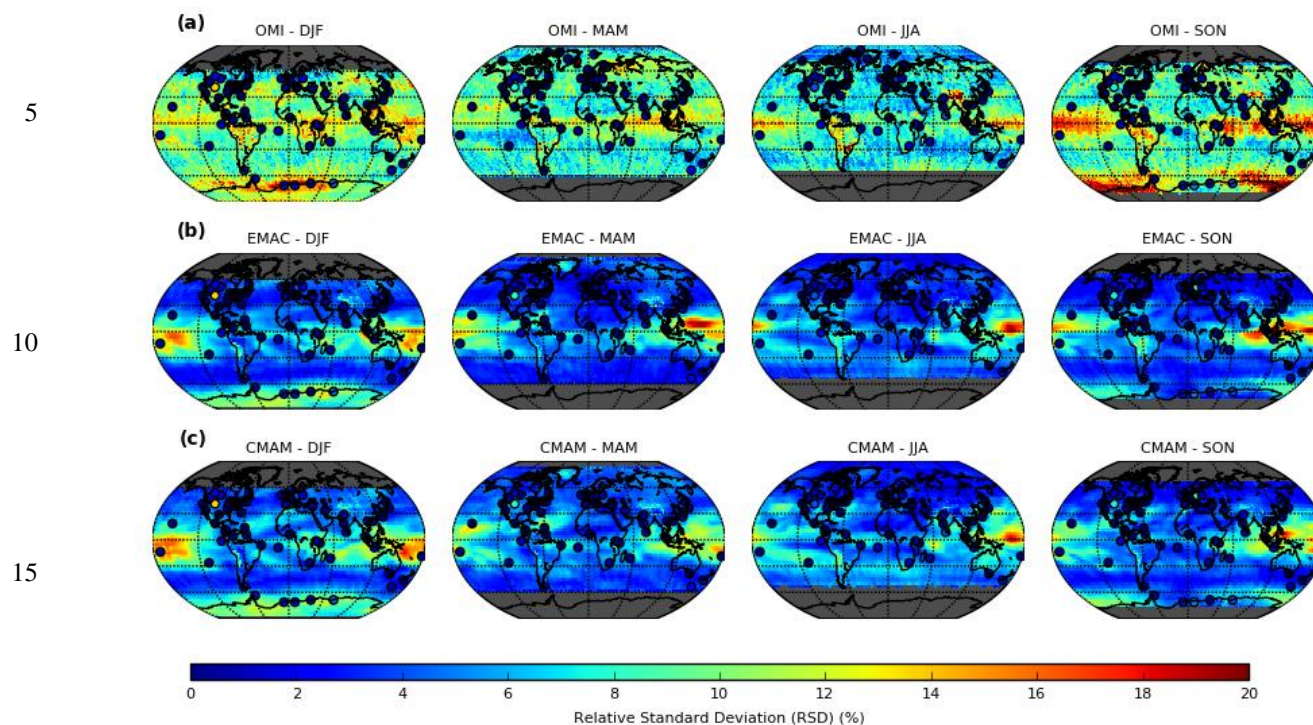 (a)
OMI - DJF OMI - MAM OMI - JJA OMI - SON
5
(b)
EMAC - DJF EMAC - MAM EMAC - JJA EMAC - SON
10
(c)
CMAM - DJF CMAM - MAM CMAM - JJA CMAM - SON
15
0 2 4 6 8 10 12 14 16 18 20
Relative Standard Deviation (RSD) (%)